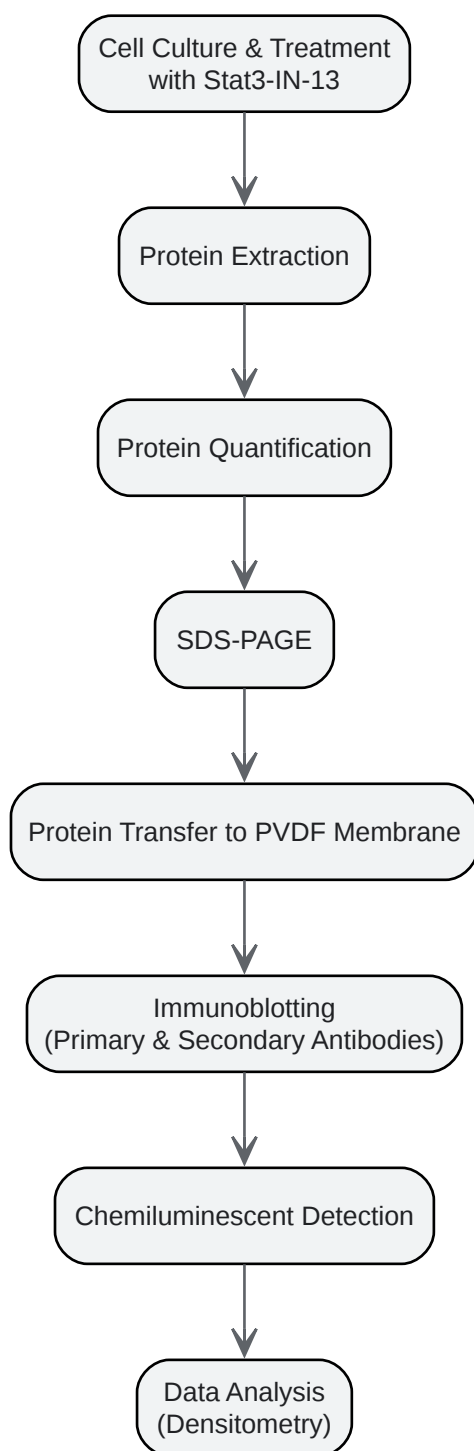 Cell Culture & Treatment
with Stat3-IN-13
Protein Extraction
Protein Quantification
SDS-PAGE
Protein Transfer to PVDF Membrane
Immunoblotting
(Primary & Secondary Antibodies)
Chemiluminescent Detection
Data Analysis
(Densitometry)